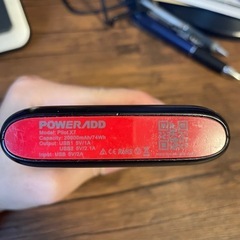 POWERADD
Model: Pilot X7
Capacity: 20000mAh/74Wh
Output: USB1 5V/1A
USB2 5V/2.1A
Input: USB 5V/2A